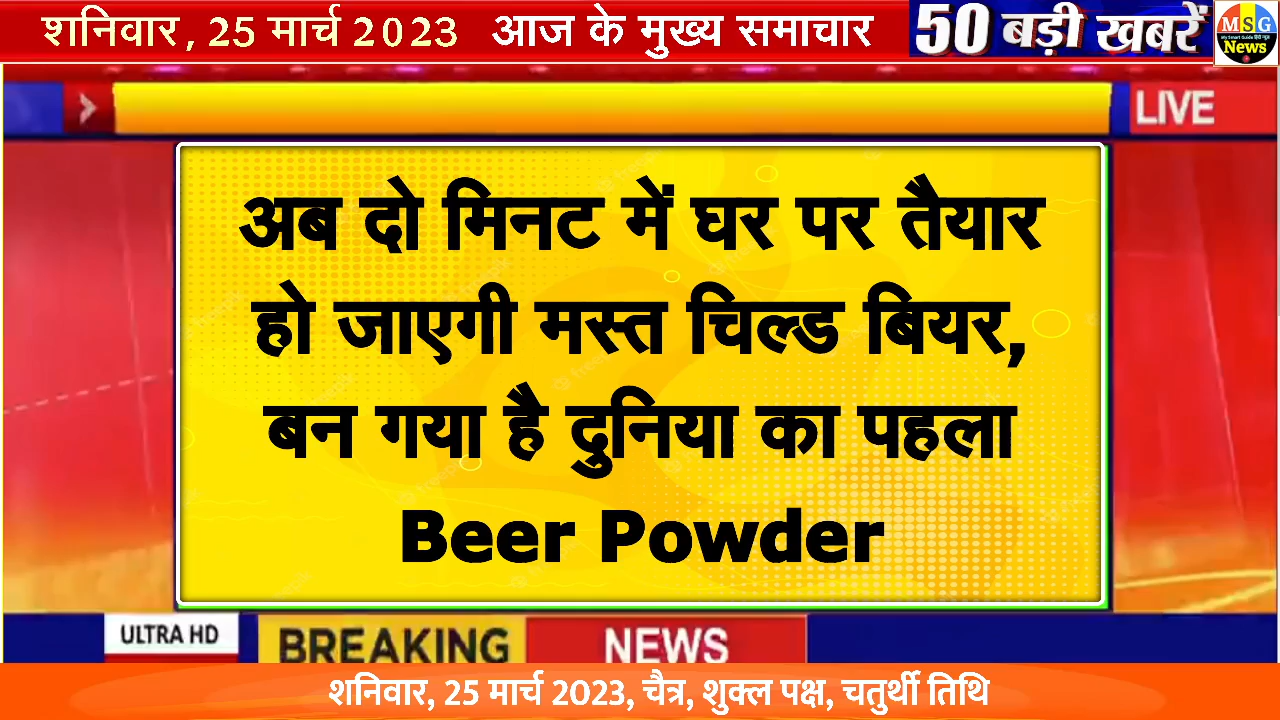 शनिवार, 25 मार्च 2023 आज के मुख्य समाचार
50 बड़ी खबरें
MSG
News
LIVE
अब दो मिनट में घर पर तैयार
हो जाएगी मस्त चिल्ड बियर,
बन गया है दुनिया का पहला
Beer Powder
ULTRA HD
BREAKING NEWS
शनिवार, 25 मार्च 2023, चैत्र, शुक्ल पक्ष, चतुर्थी तिथि